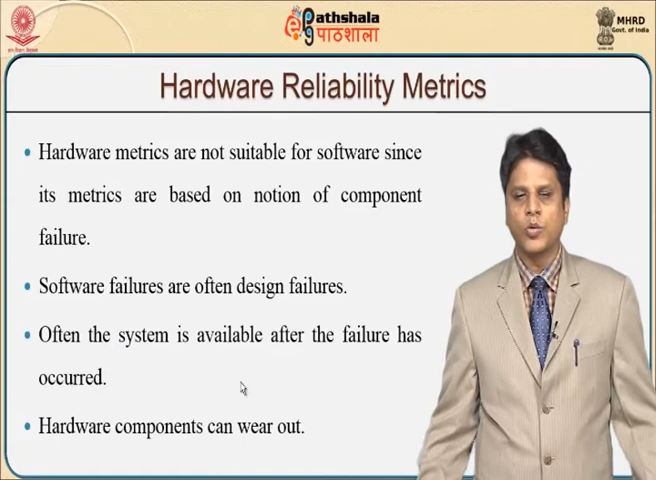 ePathshala
पाठशाला
MHRD
Govt. of India
Hardware Reliability Metrics
• Hardware metrics are not suitable for software since
its metrics are based on notion of component
failure.
• Software failures are often design failures.
• Often the system is available after the failure has
occurred.
• Hardware components can wear out.